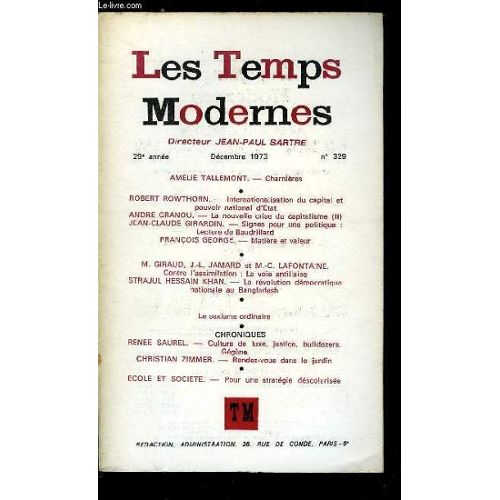 Le-livre.com
Les Temps
Modernes
Directeur JEAN-PAUL SARTRE
29e année Décembre 1973 n° 329
AMELIE TALLEMONT. — Charnières
ROBERT ROWTHORN. — Internationalisation du capital et
pouvoir national d'Etat
ANDRE GRANOU. — La nouvelle crise du capitalisme (II)
JEAN-CLAUDE GIRARDIN. — Signes pour une politique :
Lecture de Baudrillard
FRANÇOIS GEORGE. — Matière et valeur
M. GIRAUD, J.-L. JAMARD et M.-C. LAFONTAINE.
Contre l'assimilation : La voie antillaise
STRAJUL HESSAIN KHAN. — La révolution démocratique
nationale au Bangladesh
Le sexisme ordinaire
CHRONIQUES
RENEE SAUREL. — Culture de luxe, justice, bulldozers,
Gégène
CHRISTIAN ZIMMER. — Rendez-vous dans le jardin
ECOLE ET SOCIETE. — Pour une stratégie déscolarisée
TM
REDACTION, ADMINISTRATION, 26, RUE DE CONDE, PARIS-6e